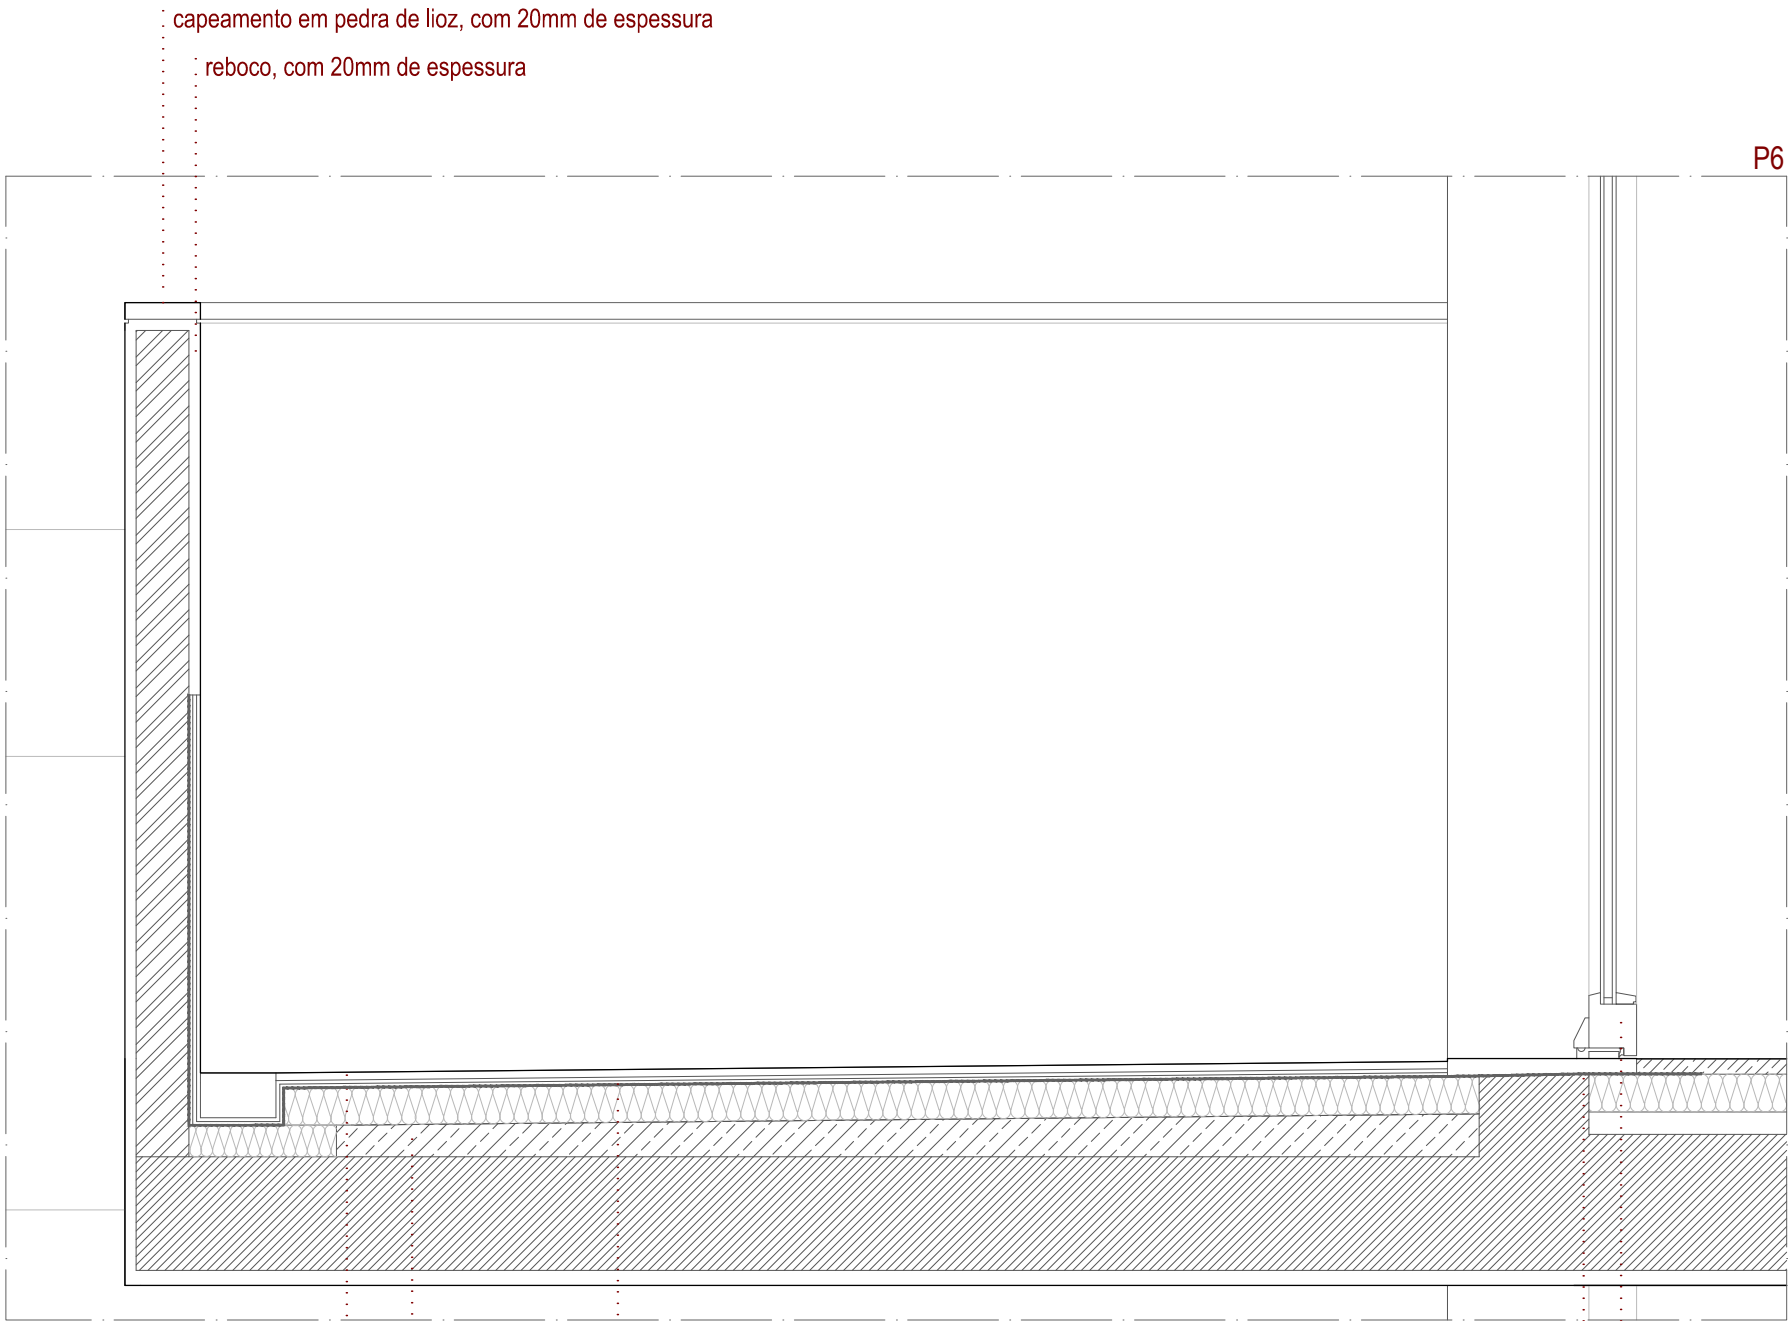 capeamento em pedra de lioz, com 20mm de espessura
reboco, com 20mm de espessura
P6